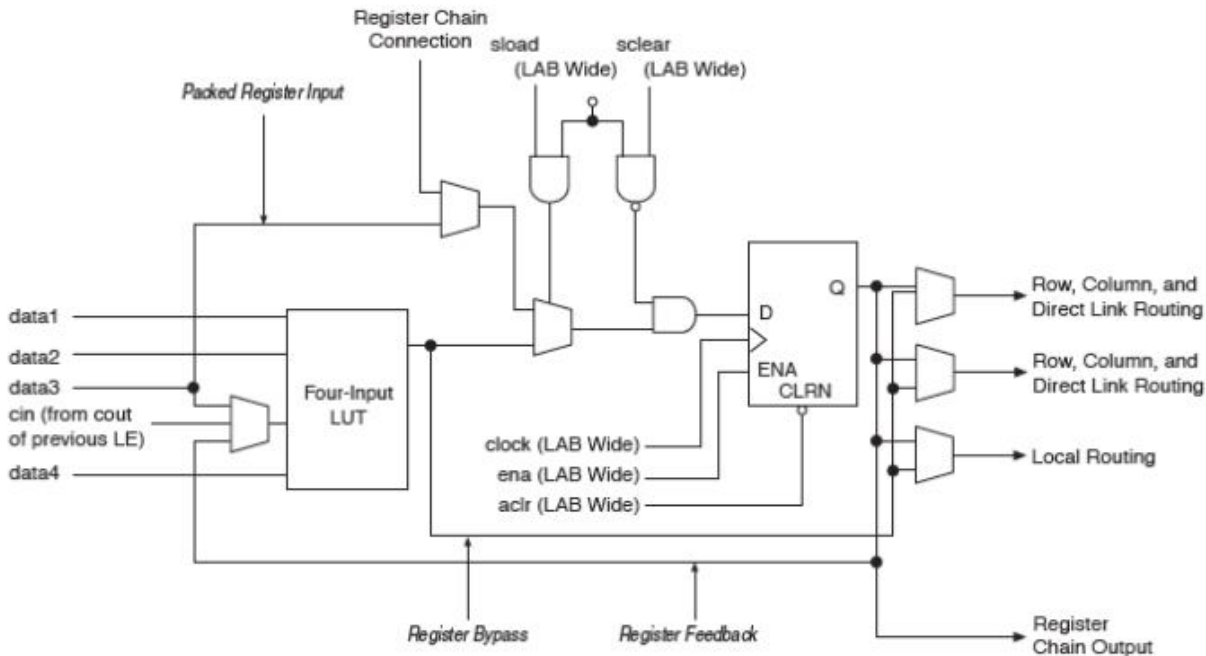 Register Chain
Connection
sload
(LAB Wide)
sclear
(LAB Wide)
Packed Register Input
data1
data2
data3
cin (from cout
of previous LE)
data4
Four-Input
LUT
Q
D
ENA
CLRN
clock (LAB Wide)
ena (LAB Wide)
aclr (LAB Wide)
Row, Column, and
Direct Link Routing
Row, Column, and
Direct Link Routing
Local Routing
Register Bypass
Register Feedback
Register
Chain Output